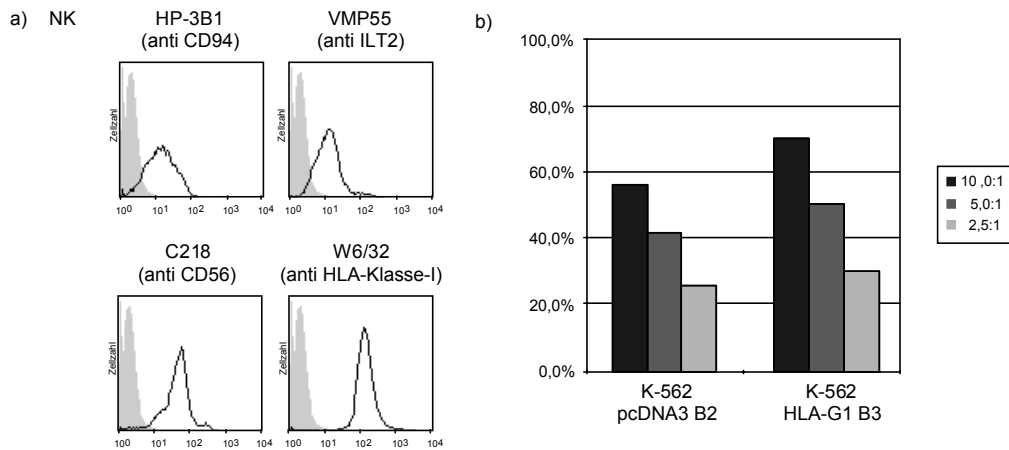 a) NK
HP-3B1
(anti CD94)
VMP55
(anti ILT2)
Zellzahl
10⁰ 10¹ 10² 10³ 10⁴
10⁰ 10¹ 10² 10³ 10⁴
C218
(anti CD56)
W6/32
(anti HLA-Klasse-I)
Zellzahl
Zellzahl
10⁰ 10¹ 10² 10³ 10⁴
10⁰ 10¹ 10² 10³ 10⁴
b)
100,0%
80,0%
60,0%
40,0%
20,0%
0,0%
K-562
pcDNA3 B2
K-562
HLA-G1 B3
10 ,0:1
5,0:1
2,5:1